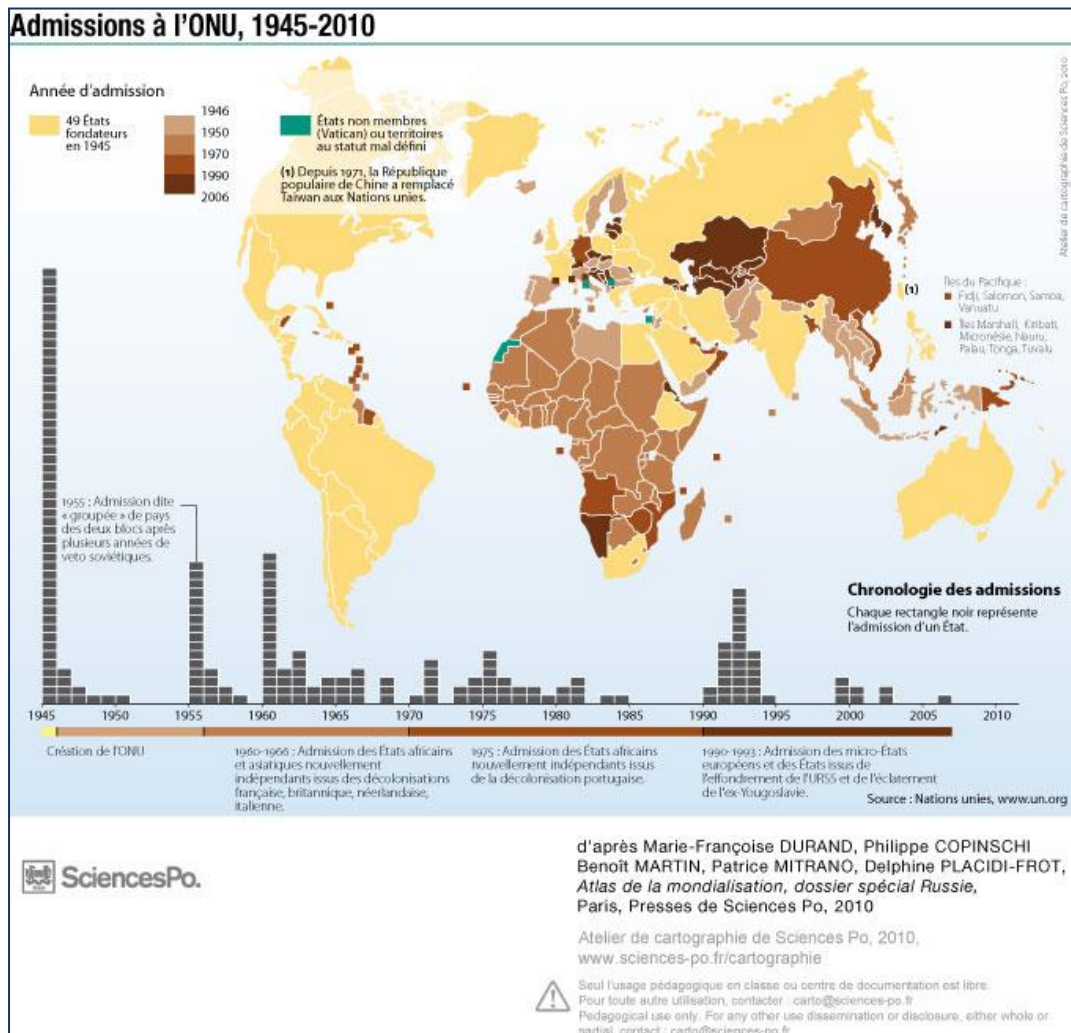 Admissions à l'ONU, 1945-2010
Atelier de cartographie de Sciences Po, 2010
Année d'admission
49 États
fondateurs
en 1945
1946
1950
1970
1990
2006
États non membres
(Vatican) ou territoires
au statut mal défini
(1) Depuis 1971, la République
populaire de Chine a remplacé
Taiwan aux Nations unies.
(1)
Îles du Pacifique :
Fidji, Salomon, Samoa,
Vanuatu
Îles Marshall, Kiribati,
Micronésie, Nauru,
Palau, Tonga, Tuvalu
1955 : Admission dite
« groupée » de pays
des deux blocs après
plusieurs années de
veto soviétiques.
Chronologie des admissions
Chaque rectangle noir représente
l'admission d'un État.
1945 1950 1955 1960 1965 1970 1975 1980 1985 1990 1995 2000 2005 2010
Création de l'ONU
1960-1966 : Admission des États africains
et asiatiques nouvellement
indépendants issus des décolonisations
française, britannique, néerlandaise,
italienne.
1975 : Admission des États africains
nouvellement indépendants issus
de la décolonisation portugaise.
1990-1993 : Admission des micro-États
européens et des États issus de
l'effondrement de l'URSS et de l'éclatement
de l'ex-Yougoslavie.
Source : Nations unies, www.un.org
SciencesPo.
d'après Marie-Françoise DURAND, Philippe COPINSCHI
Benoît MARTIN, Patrice MITRANO, Delphine PLACIDI-FROT,
Atlas de la mondialisation, dossier spécial Russie,
Paris, Presses de Sciences Po, 2010
Atelier de cartographie de Sciences Po, 2010,
www.sciences-po.fr/cartographie
Seul l'usage pédagogique en classe ou centre de documentation est libre.
Pour toute autre utilisation, contacter : carto@sciences-po.fr
Pedagogical use only. For any other use dissemination or disclosure, either whole or
partial, contact : carto@sciences-po.fr